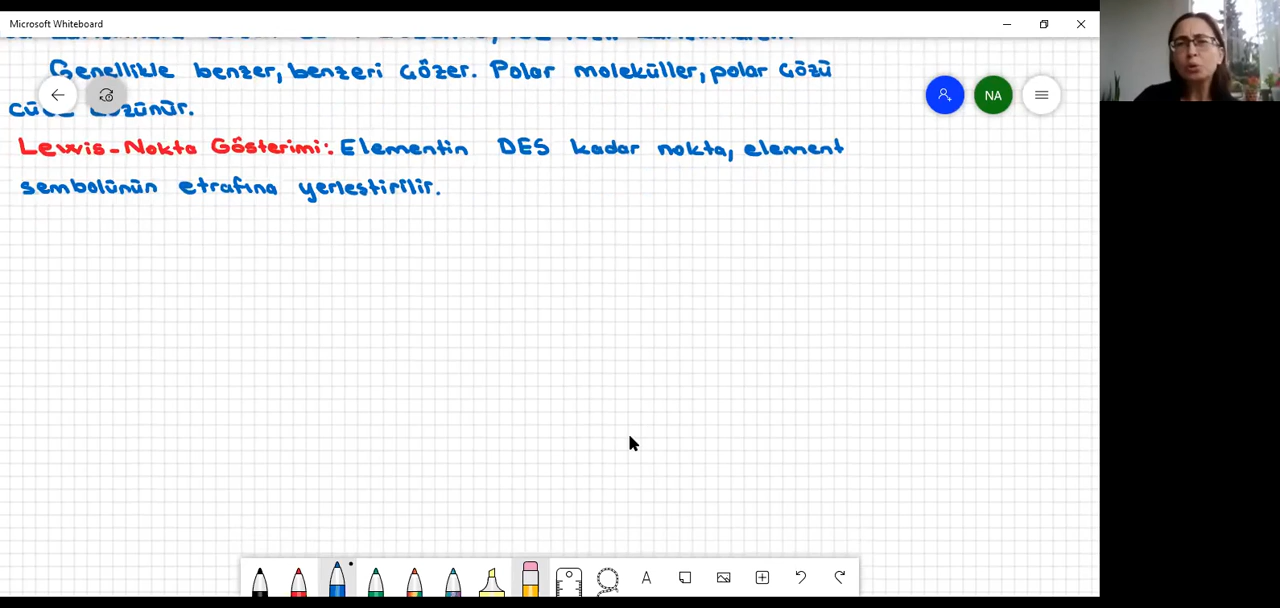 Microsoft Whiteboard
Genellikle benzer, benzeri çözer. Polar moleküller, polar çözü
NA
Lewis-Nokta Gösterimi: Elementin DES kadar nokta, element
sembolünün etrafına yerleştirilir.
A